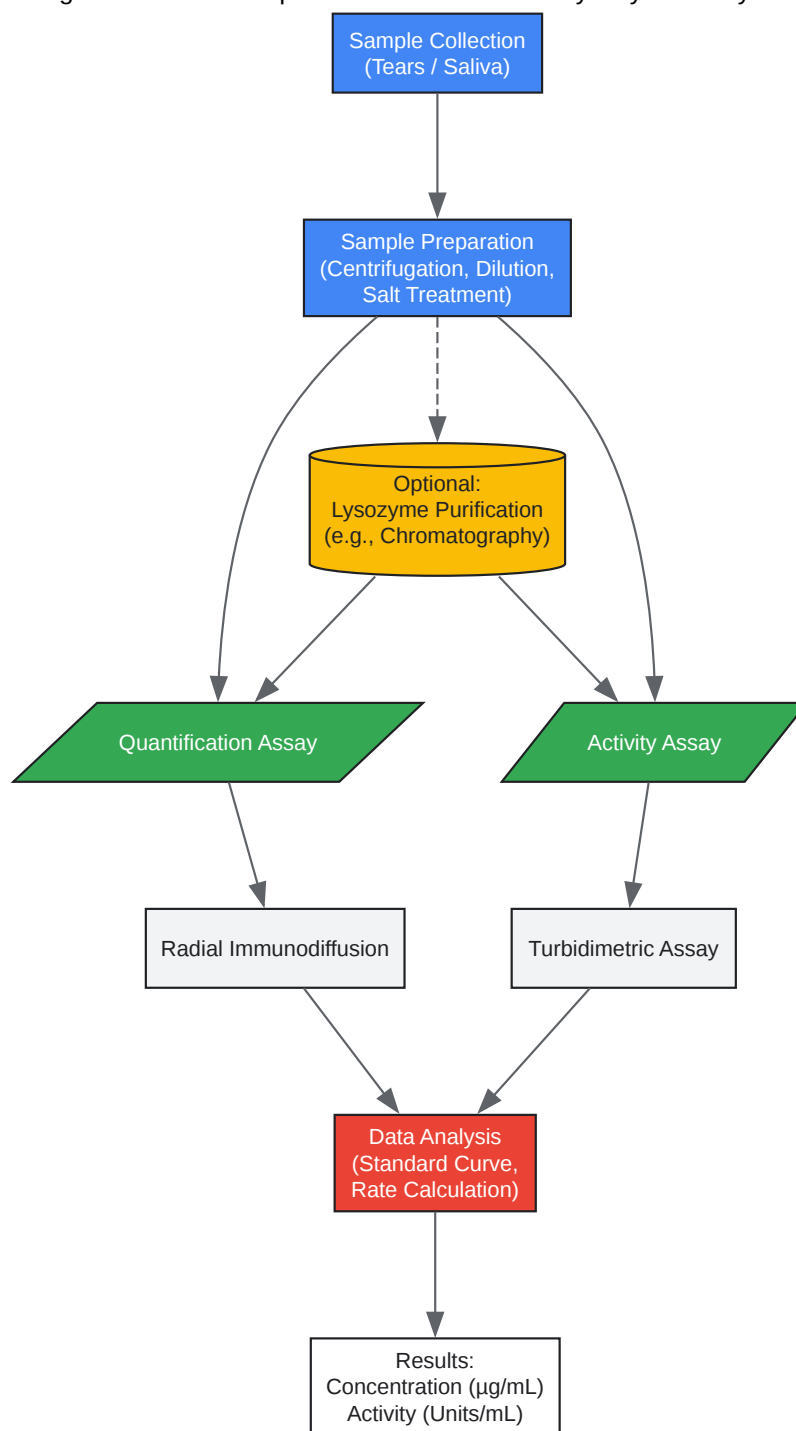 Sample Collection
(Tears / Saliva)
Sample Preparation
(Centrifugation, Dilution,
Salt Treatment)
Optional:
Lysozyme Purification
(e.g., Chromatography)
Quantification Assay
Activity Assay
Radial Immunodiffusion
Turbidimetric Assay
Data Analysis
(Standard Curve,
Rate Calculation)
Results:
Concentration (µg/mL)
Activity (Units/mL)